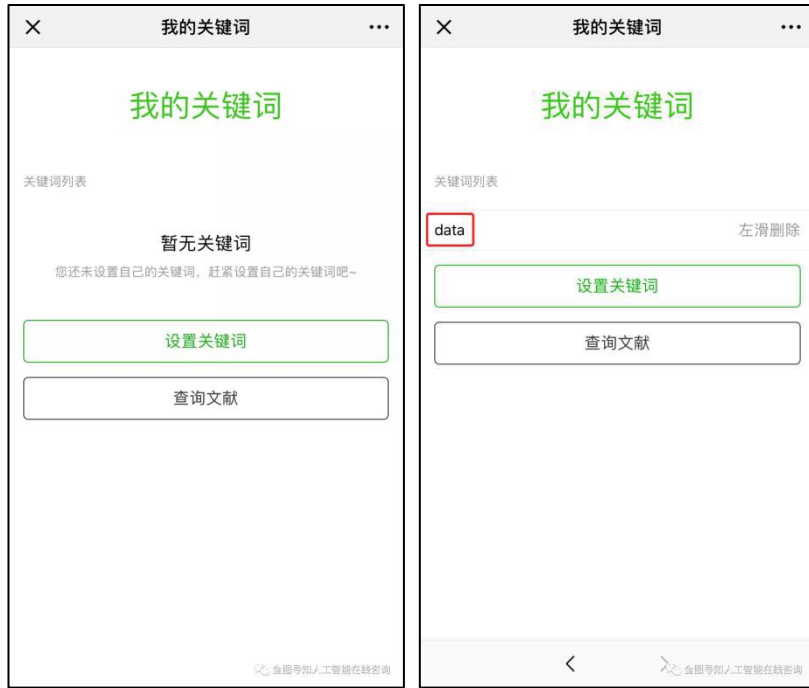 我的关键词
我的关键词
关键词列表
暂无关键词
您还未设置自己的关键词，赶紧设置自己的关键词吧~
设置关键词
查询文献
我的关键词
我的关键词
关键词列表
data 左滑删除
设置关键词
查询文献